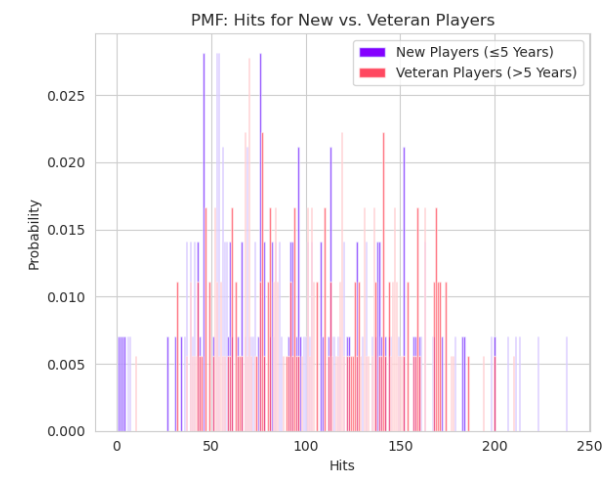 PMF: Hits for New vs. Veteran Players
New Players (≤5 Years)
Veteran Players (>5 Years)
Probability
0.025
0.020
0.015
0.010
0.005
0.000
0 50 100 150 200 250
Hits